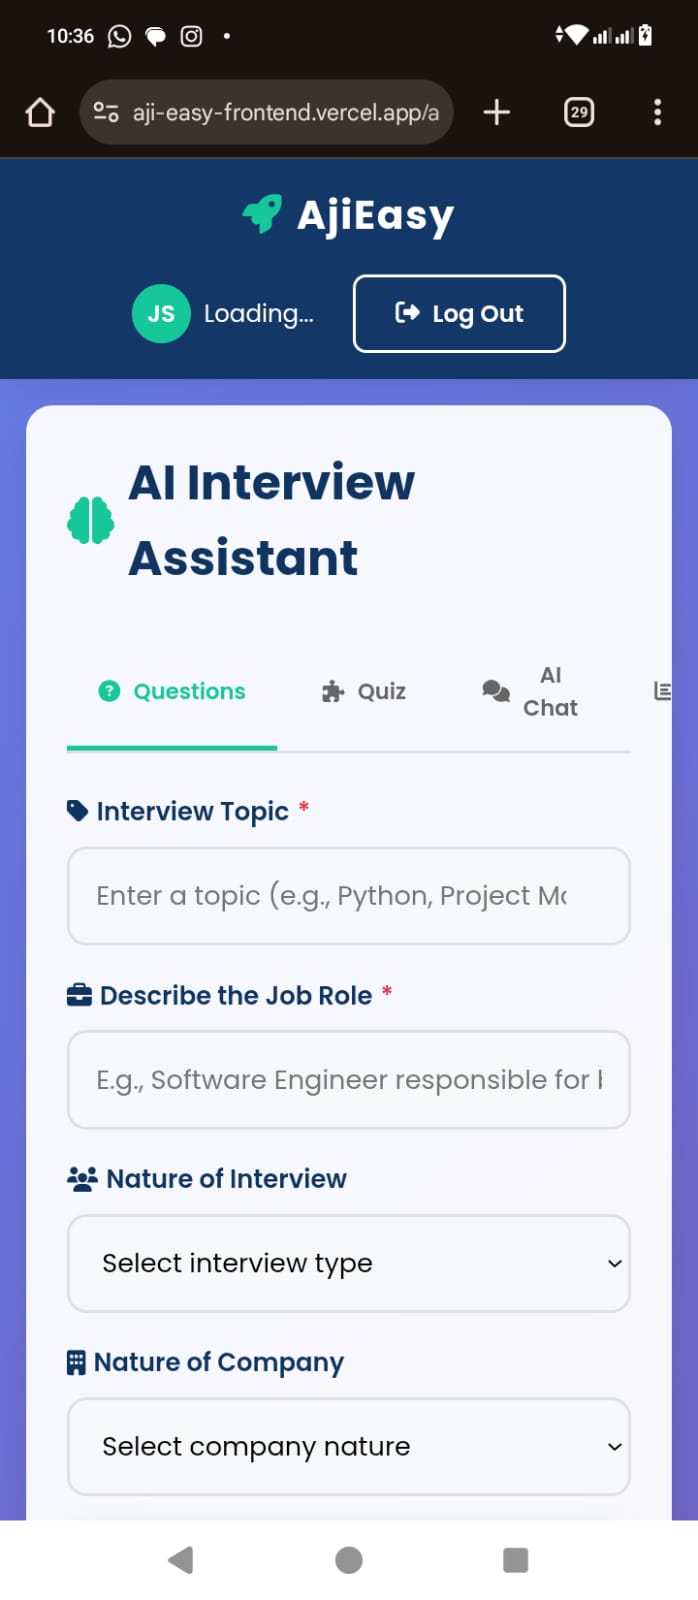 10:36
aji-easy-frontend.vercel.app/a
29
AjiEasy
JS Loading... Log Out
AI Interview
Assistant
Questions Quiz AI Chat
Interview Topic *
Enter a topic (e.g., Python, Project Mo
Describe the Job Role *
E.g., Software Engineer responsible for
Nature of Interview
Select interview type
Nature of Company
Select company nature